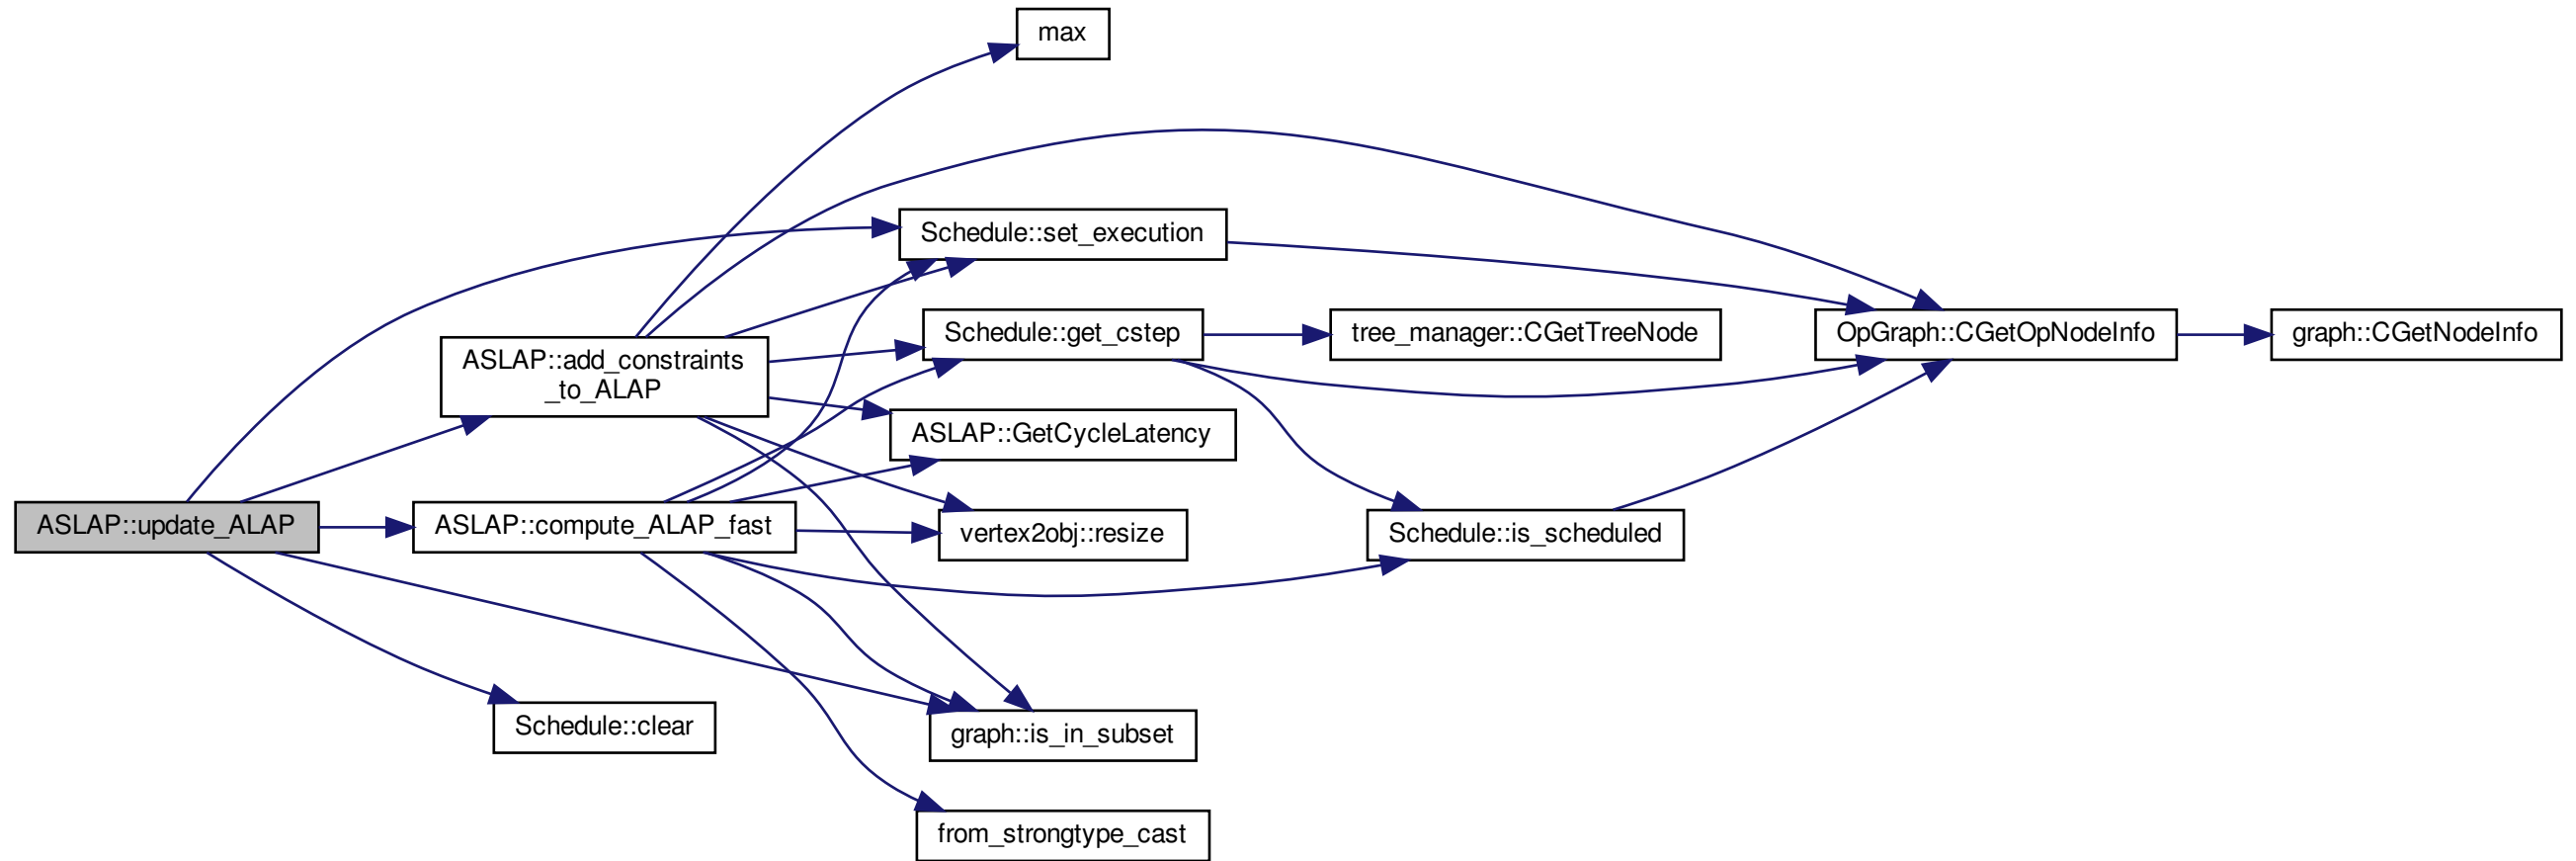 max
Schedule::set_execution
Schedule::get_cstep
tree_manager::CGetTreeNode
OpGraph::CGetOpNodeInfo
graph::CGetNodeInfo
ASLAP::add_constraints
_to_ALAP
ASLAP::GetCycleLatency
ASLAP::update_ALAP
ASLAP::compute_ALAP_fast
vertex2obj::resize
Schedule::is_scheduled
Schedule::clear
graph::is_in_subset
from_strongtype_cast